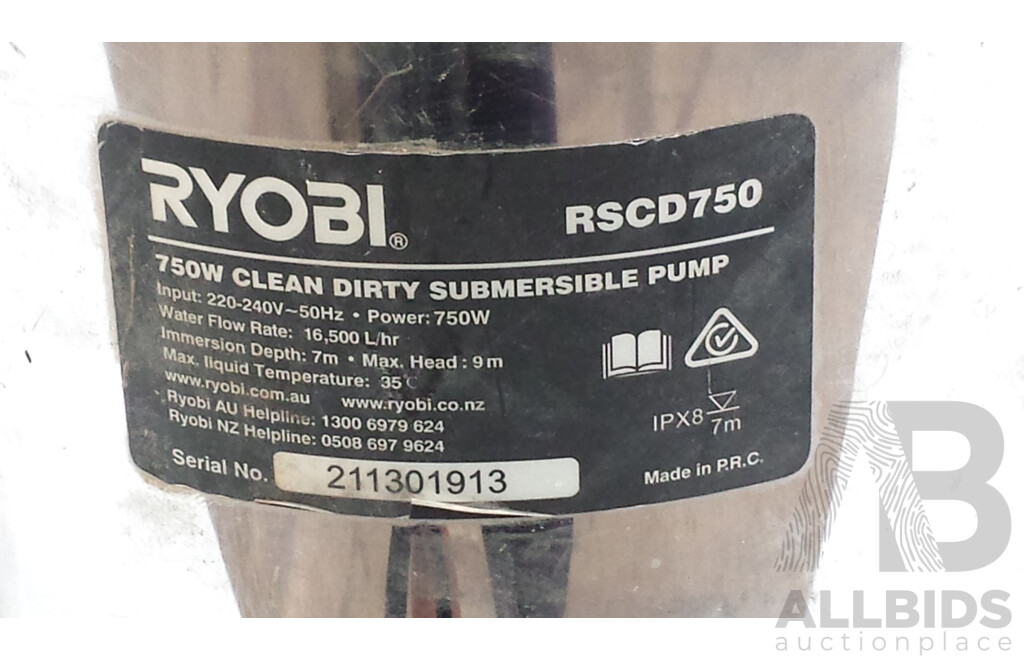 RYOBI®
RSCD750
750W CLEAN DIRTY SUBMERSIBLE PUMP
Input: 220-240V~50Hz • Power: 750W
Water Flow Rate: 16,500 L/hr
Immersion Depth: 7m • Max. Head : 9m
Max. liquid Temperature: 35°C
www.ryobi.com.au www.ryobi.co.nz
Ryobi AU Helpline: 1300 6979 624
Ryobi NZ Helpline: 0508 697 9624
Serial No. 211301913
IPX8 7m
Made in P.R.C.
AB
ALLBIDS
auctionplace